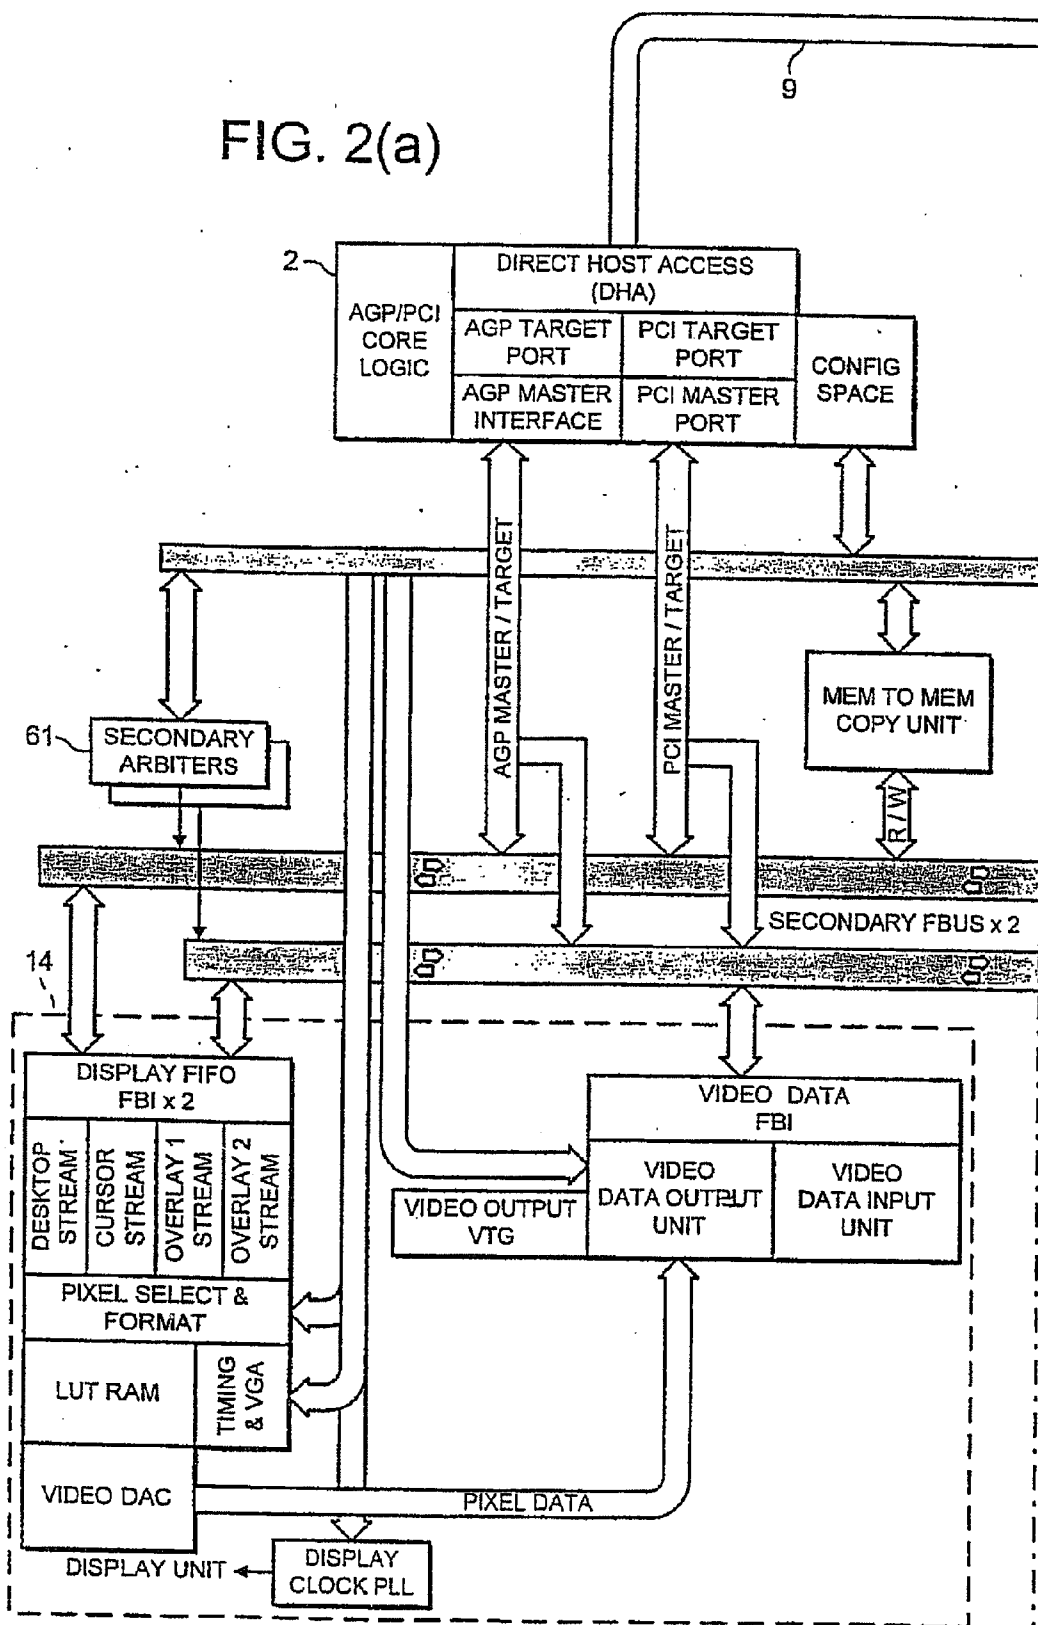 9
FIG. 2(a)
2
DIRECT HOST ACCESS
(DHA)
AGP/PCI
CORE
LOGIC
AGP TARGET
PORT
PCI TARGET
PORT
CONFIG
SPACE
AGP MASTER
INTERFACE
PCI MASTER
PORT
AGP MASTER / TARGET
PCI MASTER / TARGET
MEM TO MEM
COPY UNIT
61
SECONDARY
ARBITERS
R / W
SECONDARY FBUS x 2
14
DISPLAY FIFO
FBI x 2
DESKTOP
STREAM
CURSOR
STREAM
OVERLAY 1
STREAM
OVERLAY 2
STREAM
VIDEO DATA
FBI
VIDEO
DATA OUTPUT
UNIT
VIDEO
DATA INPUT
UNIT
VIDEO OUTPUT
VTG
PIXEL SELECT &
FORMAT
LUT RAM
TIMING
& VGA
VIDEO DAC
PIXEL DATA
DISPLAY UNIT
DISPLAY
CLOCK PLL